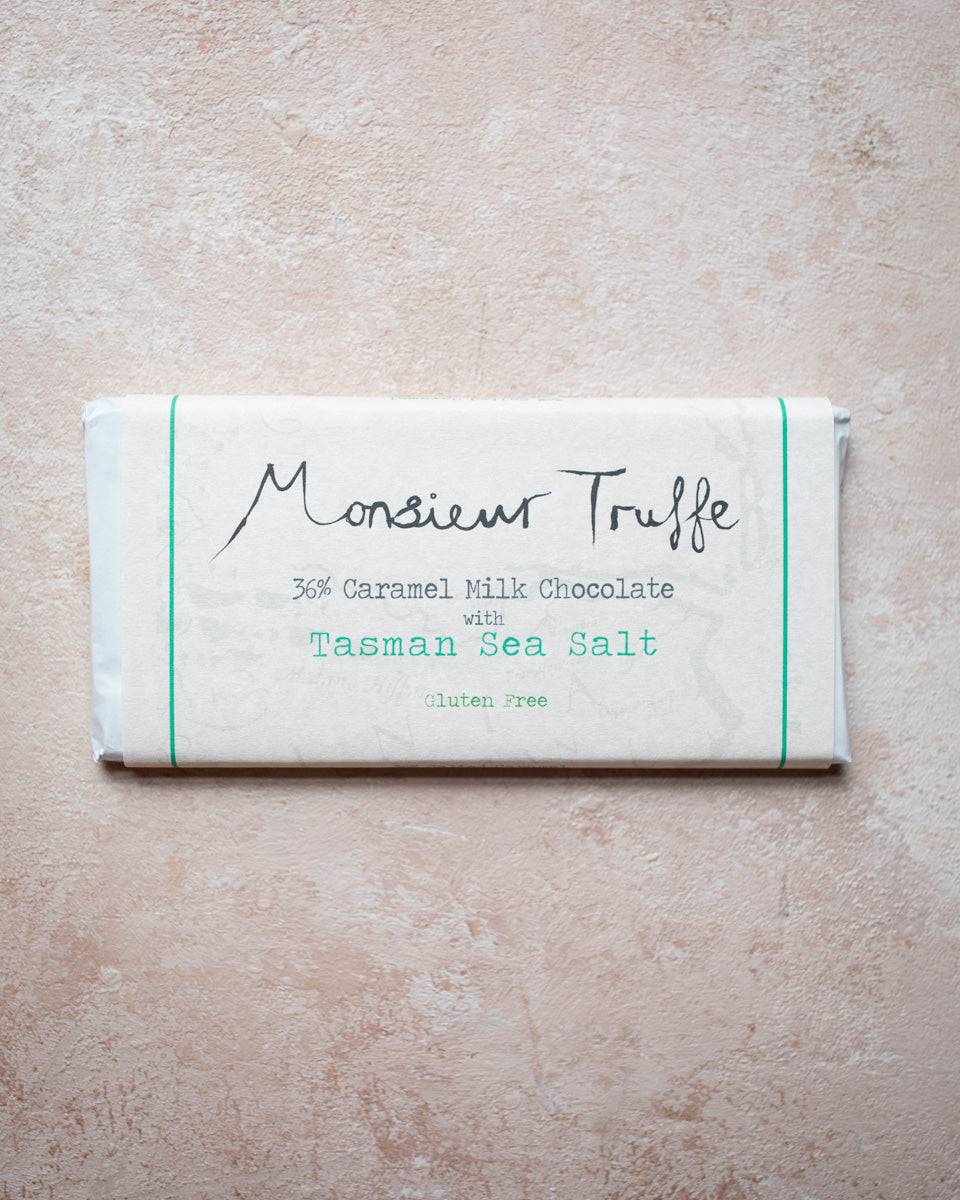 Monsieur Truffe
36% Caramel Milk Chocolate
with
Tasman Sea Salt
Gluten Free